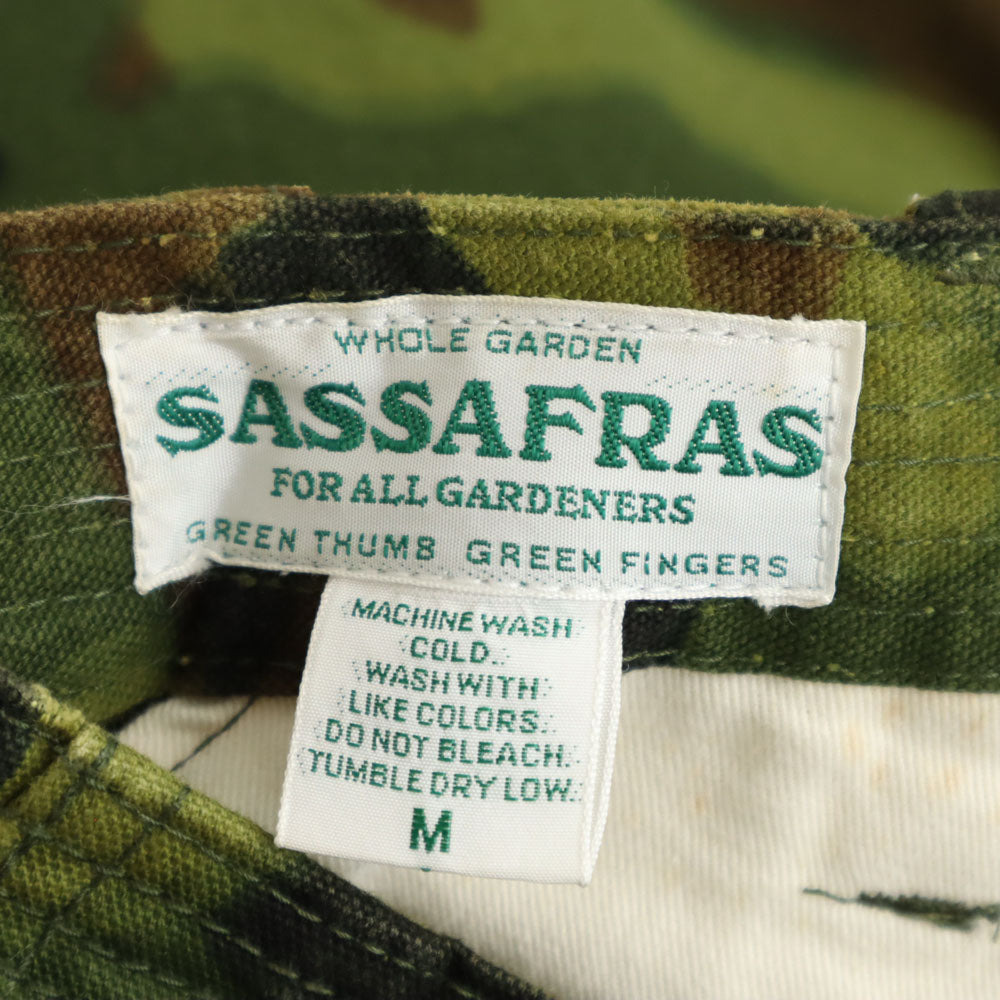 WHOLE GARDEN
SASSAFRAS
FOR ALL GARDENERS
GREEN THUMB GREEN FINGERS
MACHINE WASH
COLD.
WASH WITH
LIKE COLORS.
DO NOT BLEACH.
TUMBLE DRY LOW.
M